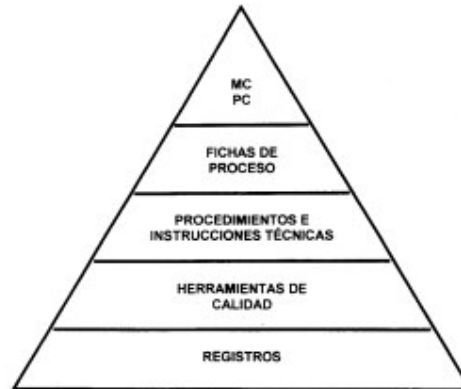 MC
PC
FICHAS DE
PROCESO
PROCEDIMIENTOS E
INSTRUCCIONES TÉCNICAS
HERRAMIENTAS DE
CALIDAD
REGISTROS